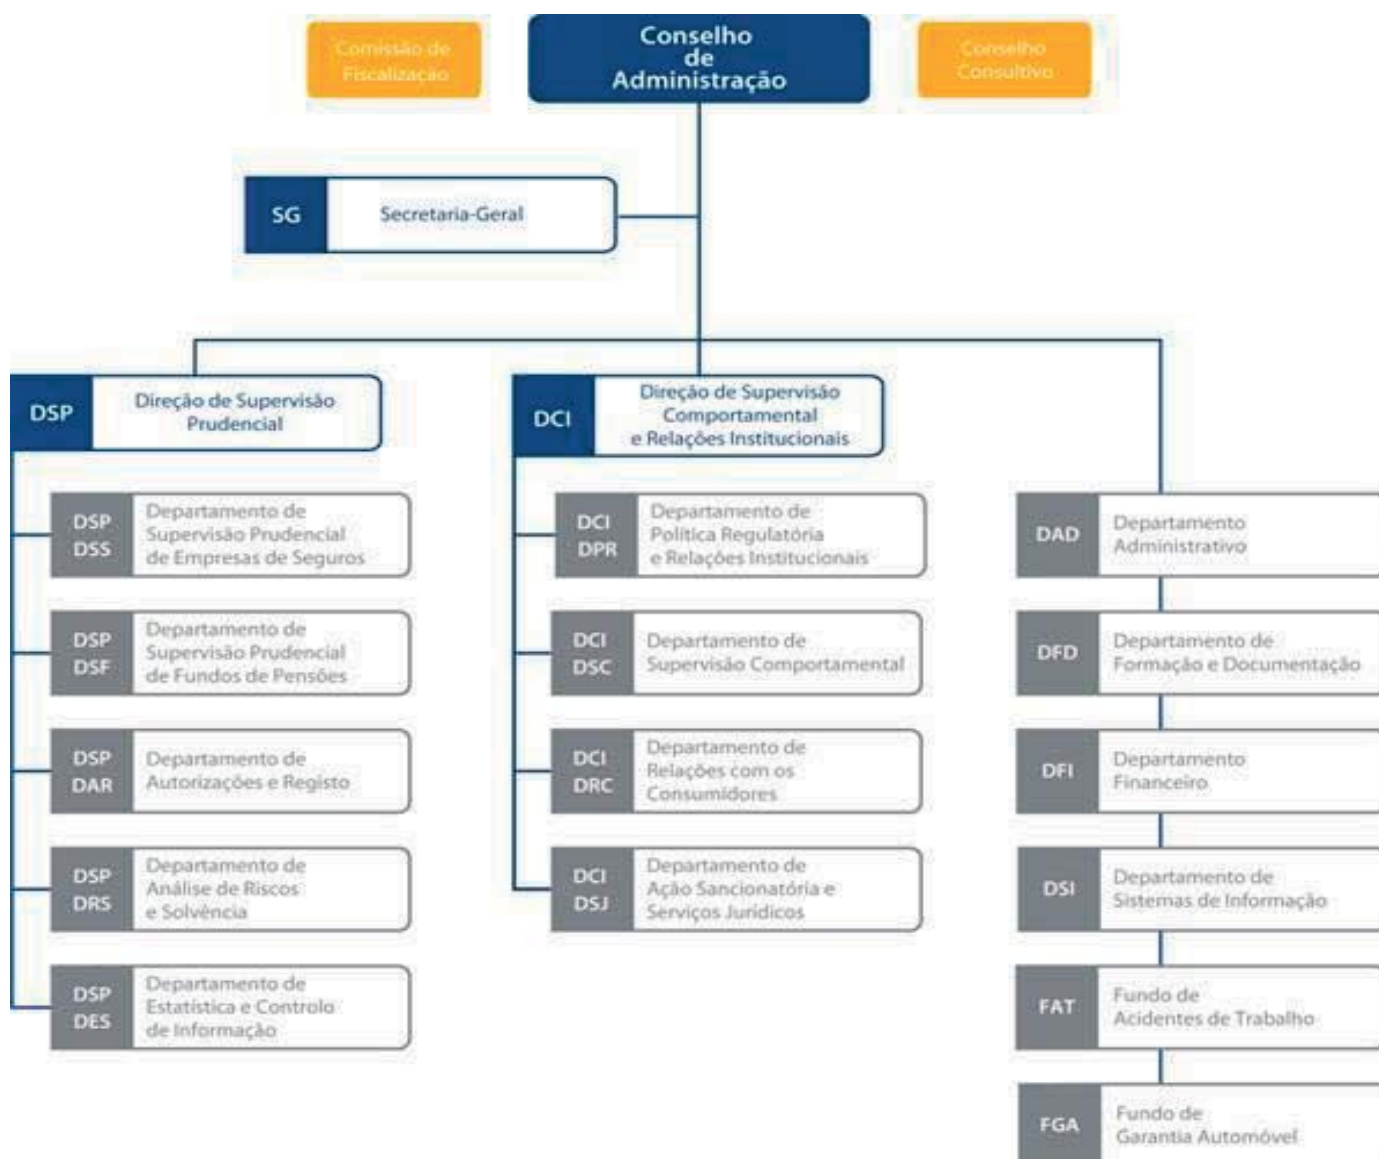 Comissão de
Fiscalização
Conselho
de
Administração
Conselho
Consultivo
SG
Secretaria-Geral
DSP
Direção de Supervisão
Prudencial
DCI
Direção de Supervisão
Comportamental
e Relações Institucionais
DSP
DSS
Departamento de
Supervisão Prudencial
de Empresas de Seguros
DSP
DSF
Departamento de
Supervisão Prudencial
de Fundos de Pensões
DSP
DAR
Departamento de
Autorizações e Registo
DSP
DRS
Departamento de
Análise de Riscos
e Solvência
DSP
DES
Departamento de
Estatística e Controlo
de Informação
DCI
DPR
Departamento de
Política Regulatória
e Relações Institucionais
DCI
DSC
Departamento de
Supervisão Comportamental
DCI
DRC
Departamento de
Relações com os
Consumidores
DCI
DSJ
Departamento de
Ação Sancionatória e
Serviços Jurídicos
DAD
Departamento
Administrativo
DFD
Departamento de
Formação e Documentação
DFI
Departamento
Financeiro
DSI
Departamento de
Sistemas de Informação
FAT
Fundo de
Acidentes de Trabalho
FGA
Fundo de
Garantia Automóvel